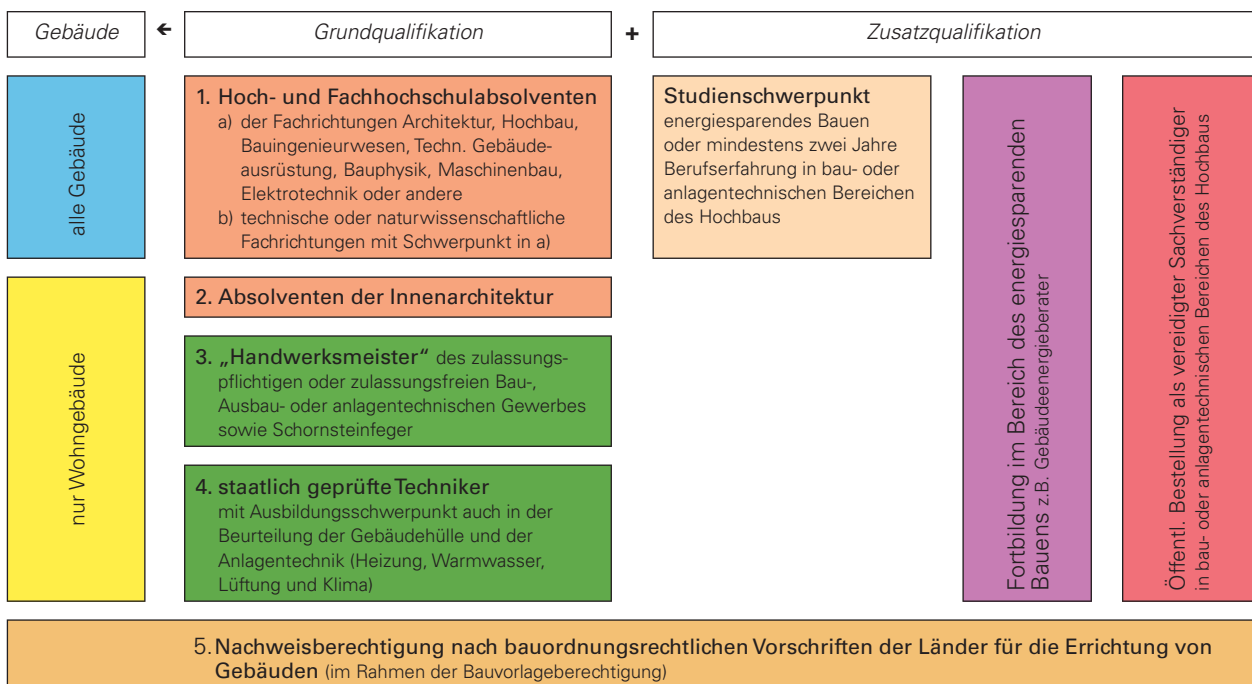 Gebäude ← Grundqualifikation + Zusatzqualifikation
alle Gebäude
1. Hoch- und Fachhochschulabsolventen
a) der Fachrichtungen Architektur, Hochbau,
Bauingenieurwesen, Techn. Gebäude-
ausrüstung, Bauphysik, Maschinenbau,
Elektrotechnik oder andere
b) technische oder naturwissenschaftliche
Fachrichtungen mit Schwerpunkt in a)
Studienschwerpunkt
energiesparendes Bauen
oder mindestens zwei Jahre
Berufserfahrung in bau- oder
anlagentechnischen Bereichen
des Hochbaus
Fortbildung im Bereich des energiesparenden
Bauens z.B. Gebäudeenergieberater
Öffentl. Bestellung als vereidigter Sachverständiger
in bau- oder anlagentechnischen Bereichen des Hochbaus
nur Wohngebäude
2. Absolventen der Innenarchitektur
3. „Handwerksmeister“ des zulassungs-
pflichtigen oder zulassungsfreien Bau-,
Ausbau- oder anlagentechnischen Gewerbes
sowie Schornsteinfeger
4. staatlich geprüfte Techniker
mit Ausbildungsschwerpunkt auch in der
Beurteilung der Gebäudehülle und der
Anlagentechnik (Heizung, Warmwasser,
Lüftung und Klima)
5. Nachweisberechtigung nach bauordnungsrechtlichen Vorschriften der Länder für die Errichtung von
Gebäuden (im Rahmen der Bauvorlageberechtigung)